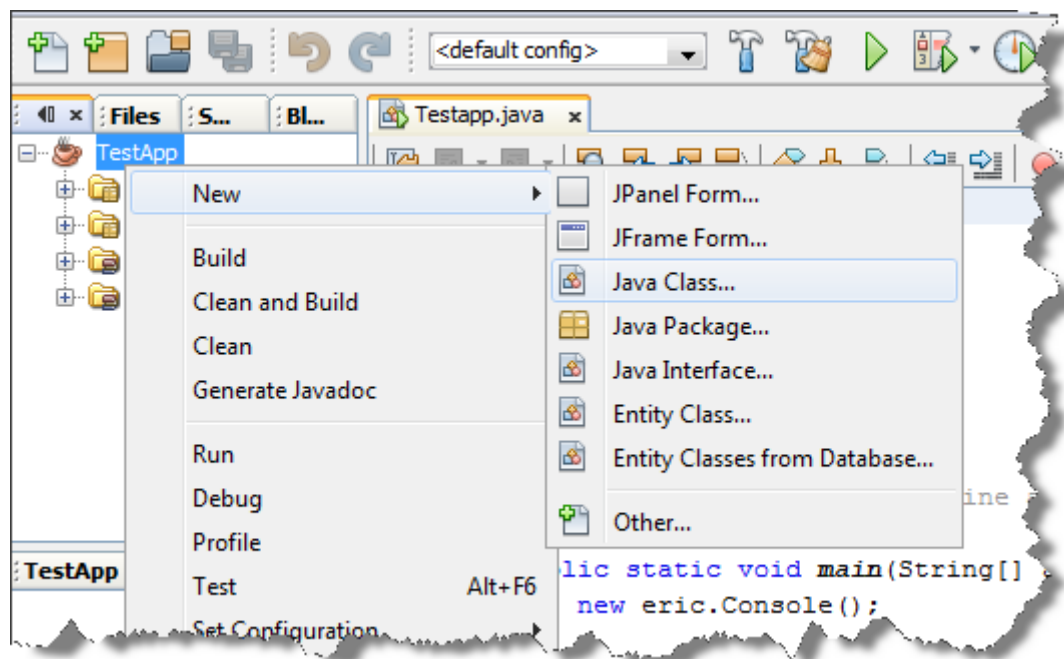 <default config>
Files
S...
Bl...
Testapp.java
TestApp
New
Build
Clean and Build
Clean
Generate Javadoc
Run
Debug
Profile
Test Alt+F6
Set Configuration
JPanel Form...
JFrame Form...
Java Class...
Java Package...
Java Interface...
Entity Class...
Entity Classes from Database...
Other...
TestApp
static void main(String[]
new eric.Console();